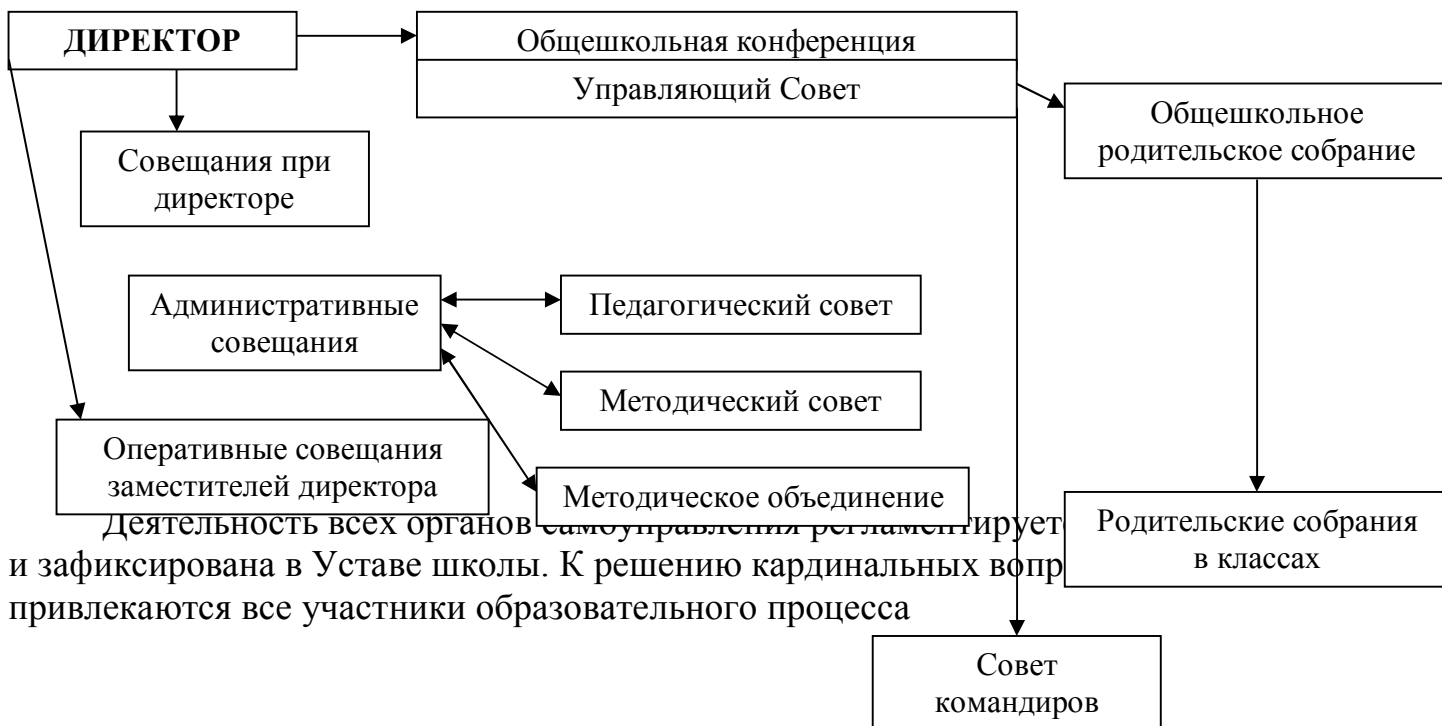 ДИРЕКТОР
Общешкольная конференция
Управляющий Совет
Общешкольное
родительское собрание
Совещания при
директоре
Административные
совещания
Педагогический совет
Методический совет
Оперативные совещания
заместителей директора
Методическое объединение
Родительские собрания
в классах
Деятельность всех органов самоуправления
и зафиксирована в Уставе школы. К решению кардинальных
привлекаются все участники образовательного процесса
Совет
командиров